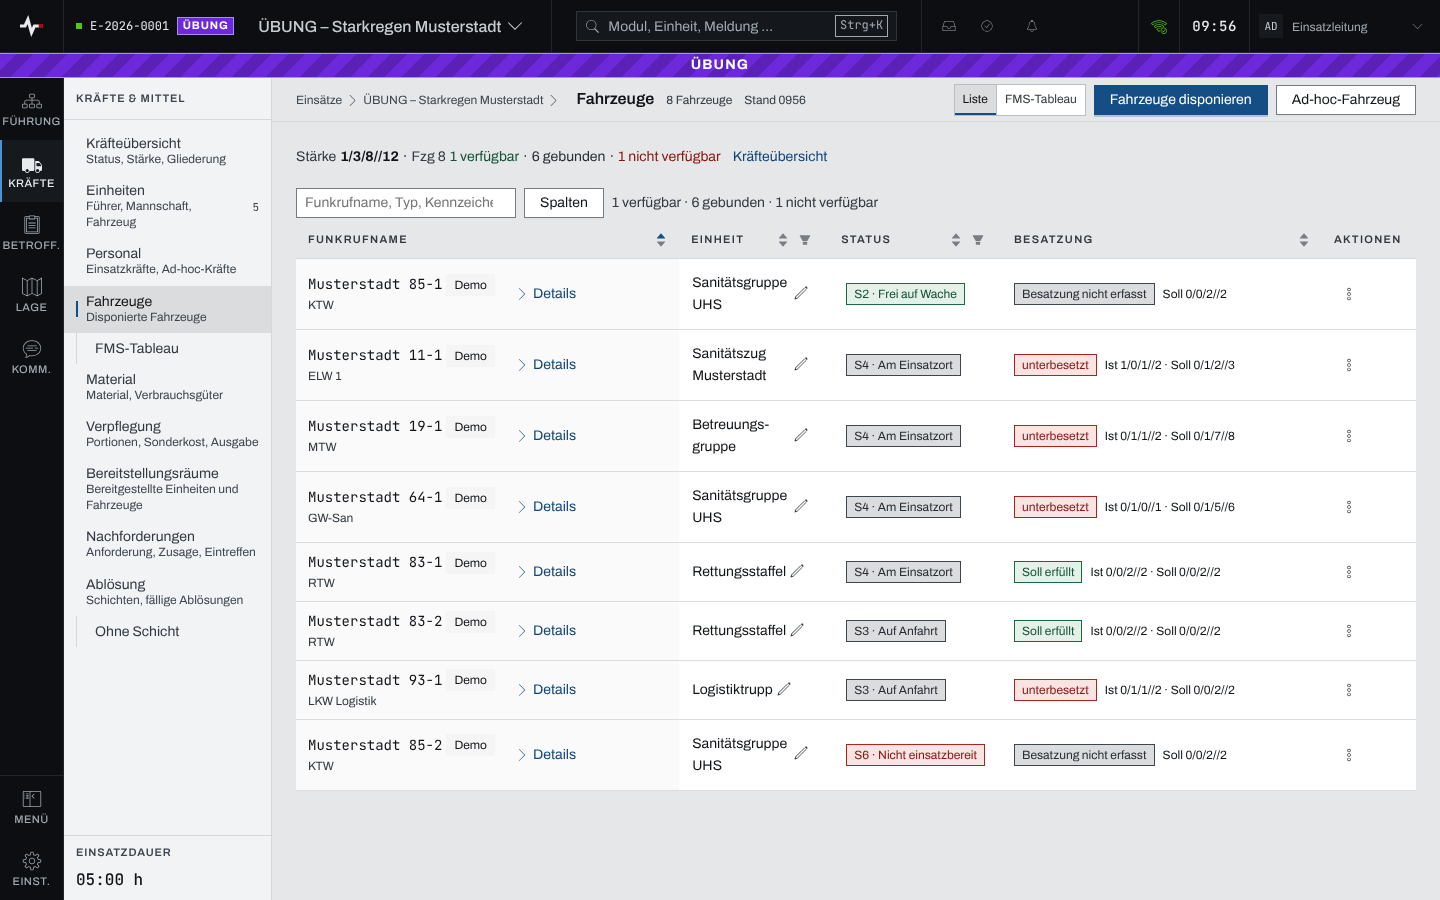 E-2026-0001 ÜBUNG ÜBUNG – Starkregen Musterstadt Modul, Einheit, Meldung ... Strg+K 09:56 AD Einsatzleitung
ÜBUNG
FÜHRUNG
KRÄFTE
BETROFF.
LAGE
KOMM.
MENÜ
EINST.
KRÄFTE & MITTEL
Kräfteübersicht
Status, Stärke, Gliederung
Einheiten
Führer, Mannschaft,
Fahrzeug
5
Personal
Einsatzkräfte, Ad-hoc-Kräfte
Fahrzeuge
Disponierte Fahrzeuge
FMS-Tableau
Material
Material, Verbrauchsgüter
Verpflegung
Portionen, Sonderkost, Ausgabe
Bereitstellungsräume
Bereitgestellte Einheiten und
Fahrzeuge
Nachforderungen
Anforderung, Zusage, Eintreffen
Ablösung
Schichten, fällige Ablösungen
Ohne Schicht
EINSATZDAUER
05:00 h
Einsätze ÜBUNG – Starkregen Musterstadt Fahrzeuge 8 Fahrzeuge Stand 0956 Liste FMS-Tableau Fahrzeuge disponieren Ad-hoc-Fahrzeug
Stärke 1/3/8//12 · Fzg 8 1 verfügbar · 6 gebunden · 1 nicht verfügbar Kräfteübersicht
Funkrufname, Typ, Kennzeiche Spalten 1 verfügbar · 6 gebunden · 1 nicht verfügbar
FUNKRUFNAME EINHEIT STATUS BESATZUNG AKTIONEN
Musterstadt 85-1 Demo
KTW
Details
Sanitätsgruppe
UHS
S2 · Frei auf Wache
Besatzung nicht erfasst Soll 0/0/2//2
Musterstadt 11-1 Demo
ELW 1
Details
Sanitätszug
Musterstadt
S4 · Am Einsatzort
unterbesetzt Ist 1/0/1//2 · Soll 0/1/2//3
Musterstadt 19-1 Demo
MTW
Details
Betreuungs-
gruppe
S4 · Am Einsatzort
unterbesetzt Ist 0/1/1//2 · Soll 0/1/7//8
Musterstadt 64-1 Demo
GW-San
Details
Sanitätsgruppe
UHS
S4 · Am Einsatzort
unterbesetzt Ist 0/1/0//1 · Soll 0/1/5//6
Musterstadt 83-1 Demo
RTW
Details
Rettungsstaffel
S4 · Am Einsatzort
Soll erfüllt Ist 0/0/2//2 · Soll 0/0/2//2
Musterstadt 83-2 Demo
RTW
Details
Rettungsstaffel
S3 · Auf Anfahrt
Soll erfüllt Ist 0/0/2//2 · Soll 0/0/2//2
Musterstadt 93-1 Demo
LKW Logistik
Details
Logistiktrupp
S3 · Auf Anfahrt
unterbesetzt Ist 0/1/1//2 · Soll 0/0/2//2
Musterstadt 85-2 Demo
KTW
Details
Sanitätsgruppe
UHS
S6 · Nicht einsatzbereit
Besatzung nicht erfasst Soll 0/0/2//2